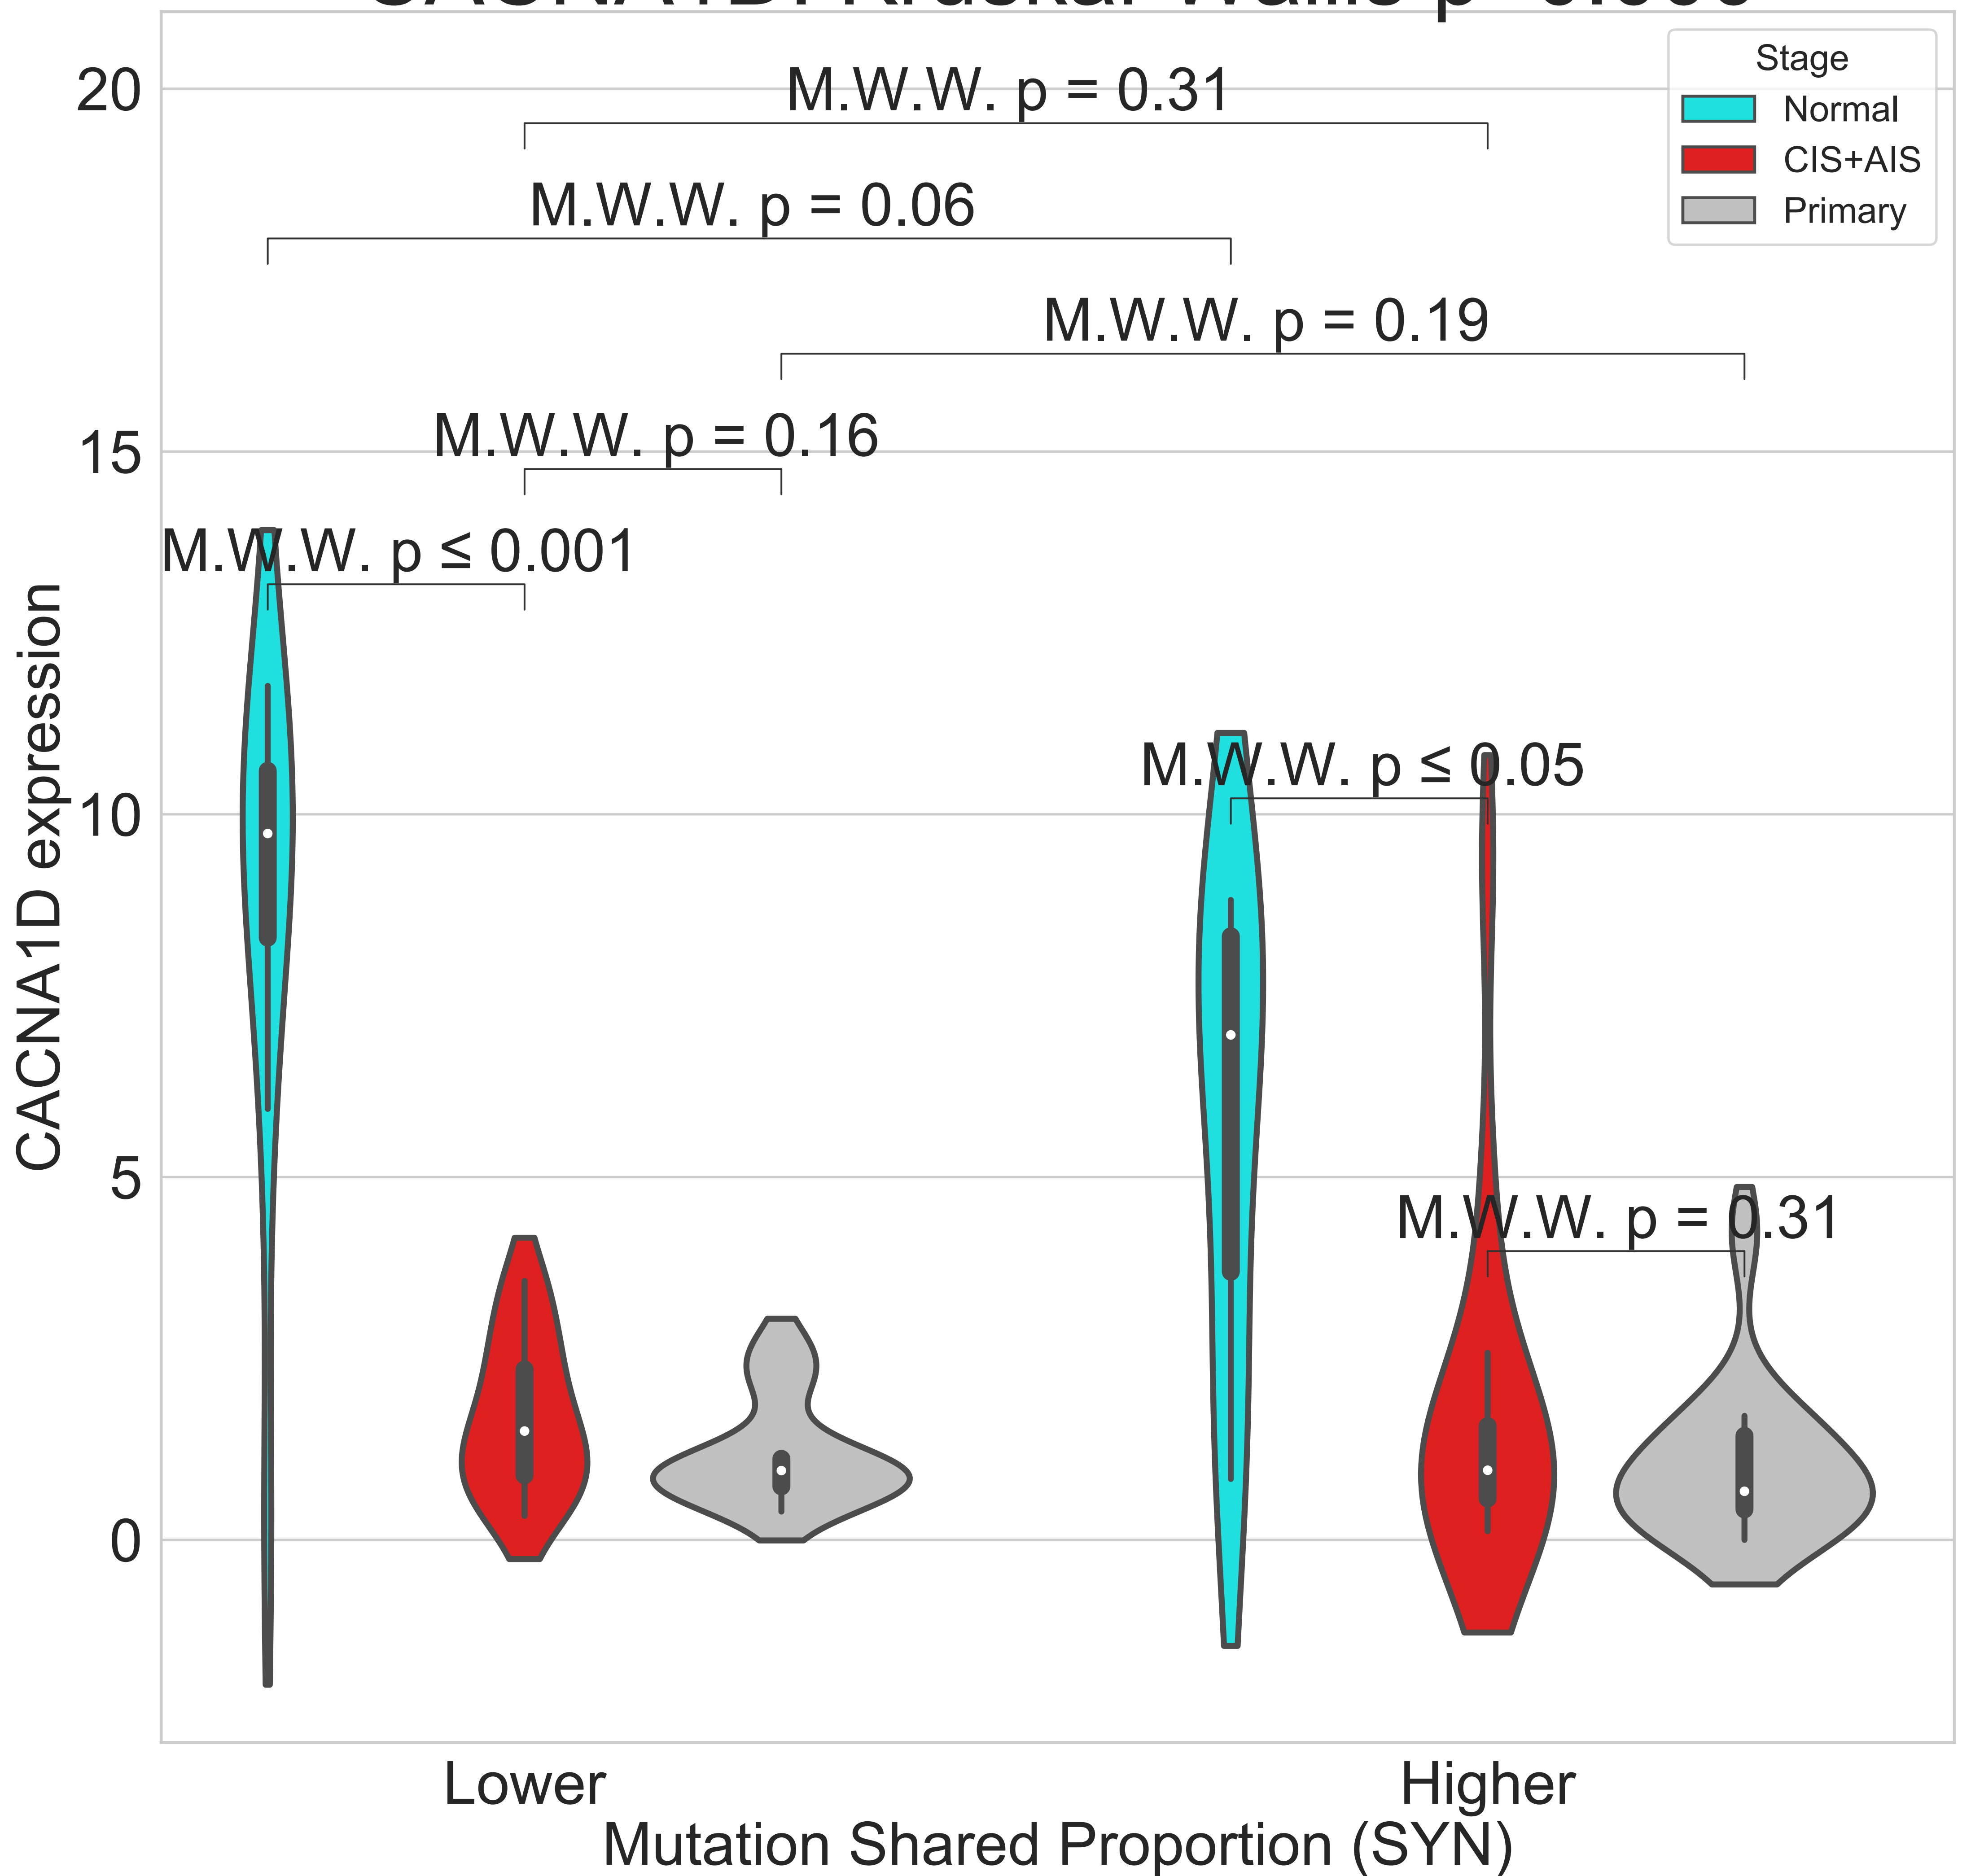 Stage
Normal
CIS+AIS
Primary
20
15
10
5
0
M.W.W. p = 0.31
M.W.W. p = 0.06
M.W.W. p = 0.19
M.W.W. p = 0.16
M.W.W. p ≤ 0.001
M.W.W. p ≤ 0.05
M.W.W. p = 0.31
CACNA1D expression
Lower
Higher
Mutation Shared Proportion (SYN)